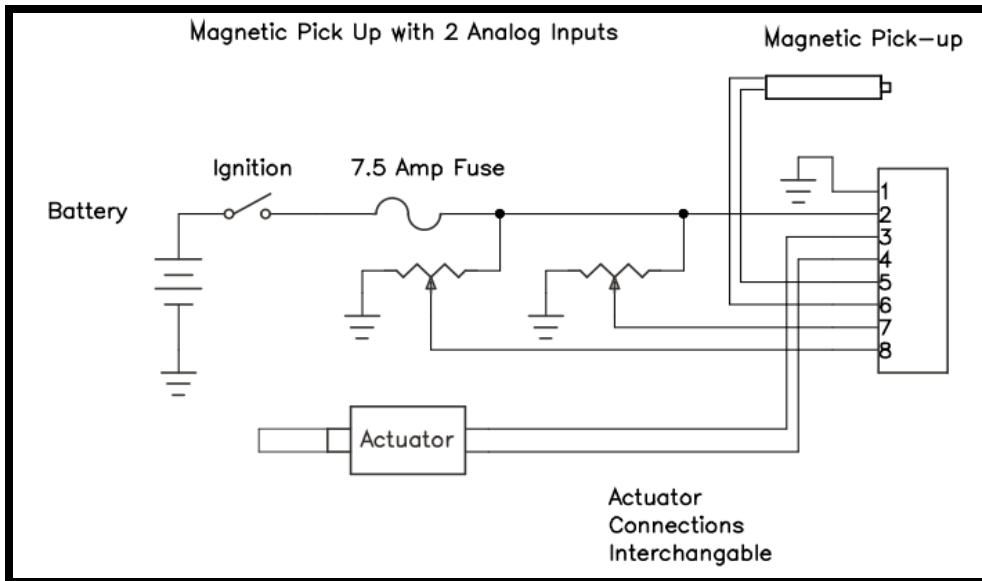 Magnetic Pick Up with 2 Analog Inputs
Magnetic Pick-up
Ignition
7.5 Amp Fuse
Battery
1
2
3
4
5
6
7
8
Actuator
Actuator
Connections
Interchangable